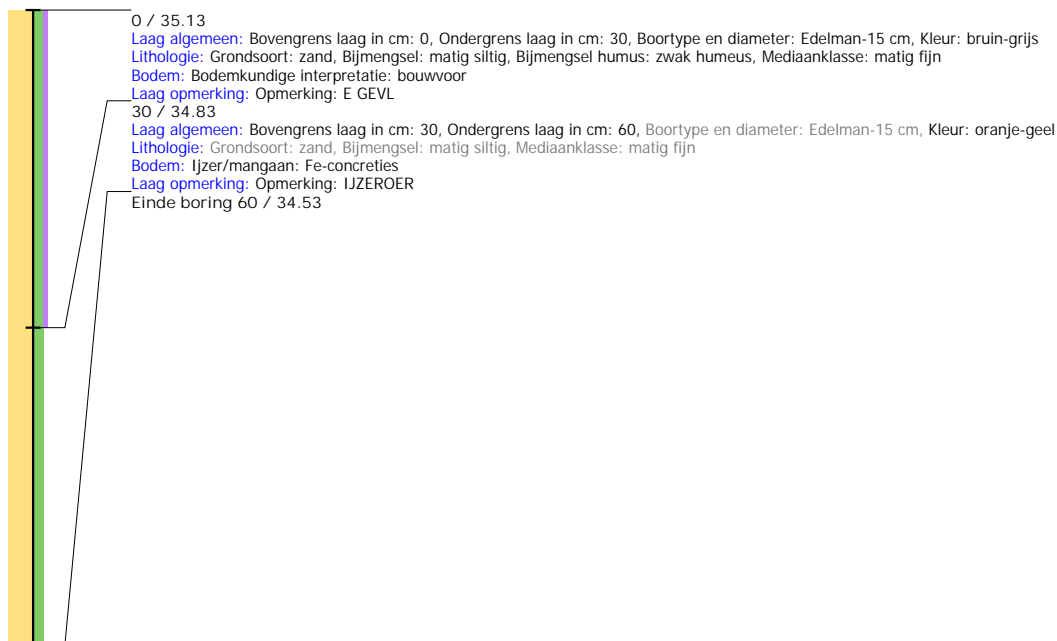 0 / 35.13
Laag algemeen: Bovengrens laag in cm: 0, Ondergrens laag in cm: 30, Boortype en diameter: Edelman-15 cm, Kleur: bruin-grijs
Lithologie: Grondsoort: zand, Bijmengsel: matig siltig, Bijmengsel humus: zwak humeus, Mediaanklasse: matig fijn
Bodem: Bodemkundige interpretatie: bouwvoor
Laag opmerking: Opmerking: E GEVL
30 / 34.83
Laag algemeen: Bovengrens laag in cm: 30, Ondergrens laag in cm: 60, Boortype en diameter: Edelman-15 cm, Kleur: oranje-geel
Lithologie: Grondsoort: zand, Bijmengsel: matig siltig, Mediaanklasse: matig fijn
Bodem: Ijzer/mangaan: Fe-concreties
Laag opmerking: Opmerking: IJZEROER
Einde boring 60 / 34.53